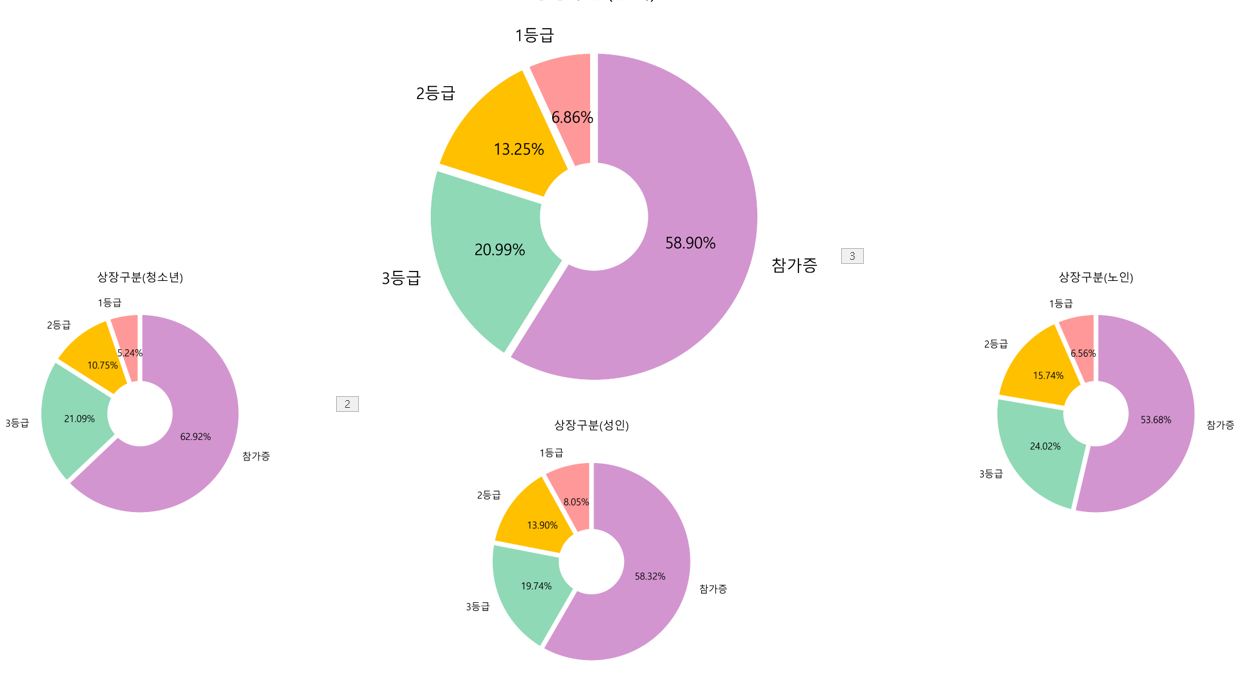 1등급
2등급
6.86%
13.25%
20.99%
58.90%
3등급
참가증
3
상장구분(청소년)
1등급
2등급
5.24%
10.75%
3등급
21.09%
62.92%
참가증
2
상장구분(성인)
1등급
2등급
8.05%
13.90%
19.74%
58.32%
3등급
참가증
상장구분(노인)
1등급
2등급
6.56%
15.74%
53.68%
참가증
24.02%
3등급